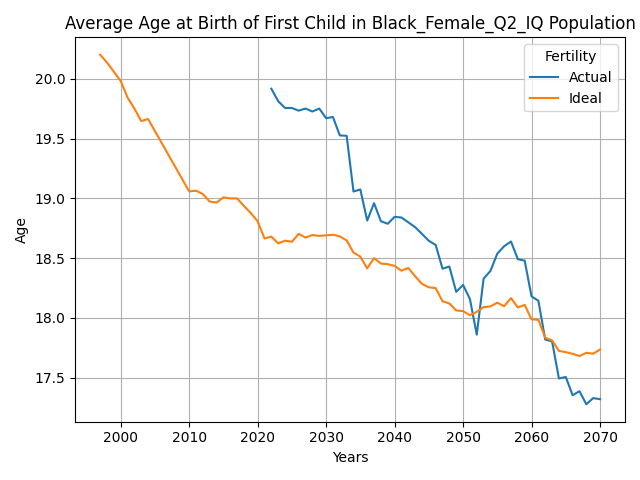 Average Age at Birth of First Child in Black_Female_Q2_IQ Population
Fertility
Actual
Ideal
20.0
19.5
19.0
18.5
18.0
17.5
Age
2000 2010 2020 2030 2040 2050 2060 2070
Years